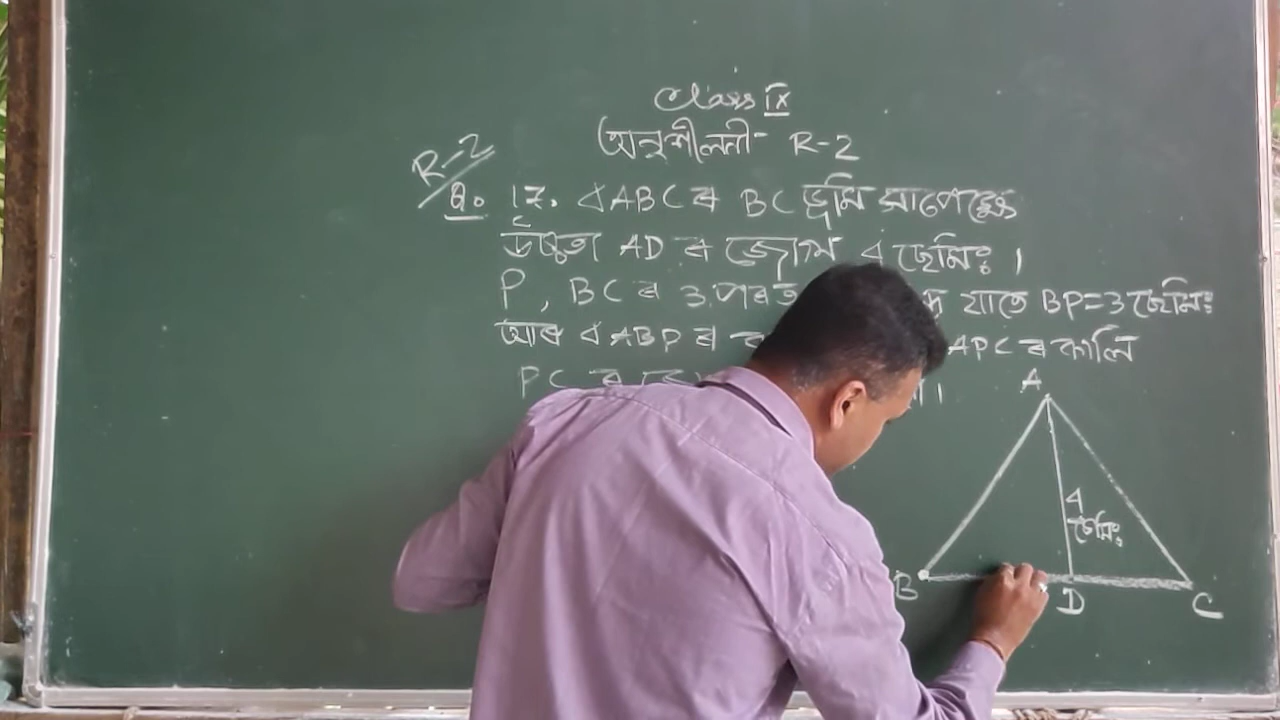 Class IX
অনুশীলনী- R-2
R-2
Q. 17. ∢ABC ৰ BC ভূমি সাপেক্ষে
উচ্চতা AD ৰ জোখ 4 ছেমিঃ।
P, BC ৰ ওপৰত যাতে BP=3 ছেমিঃ
আৰু ∢ABP ৰ APC ৰ কালি
PC ৰ
A
4
ছেমিঃ
B
D
C